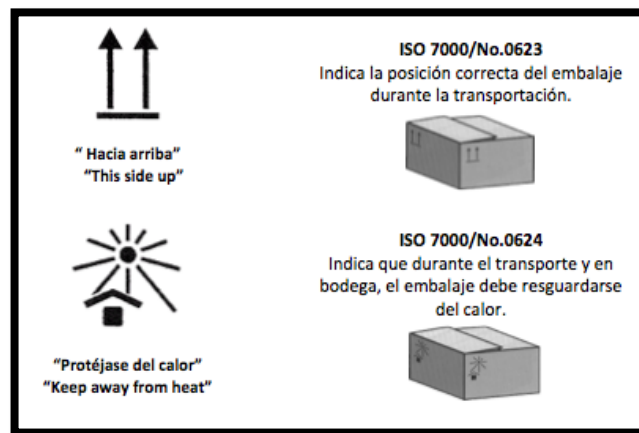 “ Hacia arriba”
“This side up”
ISO 7000/No.0623
Indica la posición correcta del embalaje
durante la transportación.
“Protéjase del calor”
“Keep away from heat”
ISO 7000/No.0624
Indica que durante el transporte y en
bodega, el embalaje debe resguardarse
del calor.